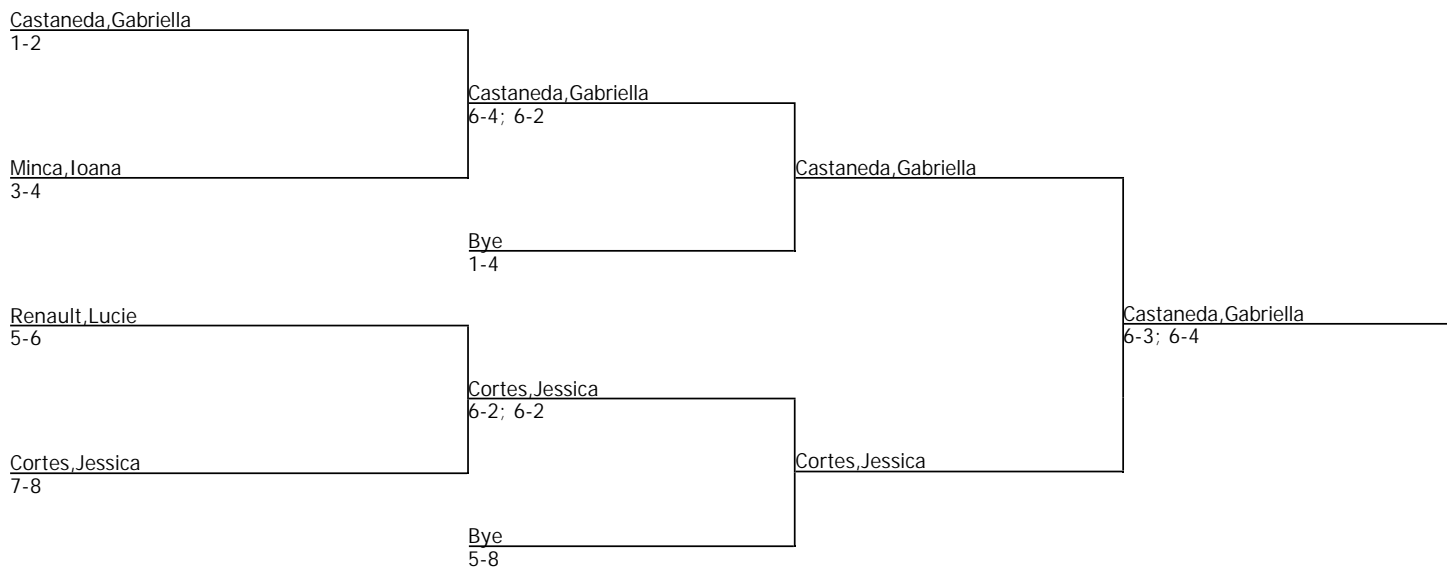 Castaneda,Gabriella
1-2
Castaneda,Gabriella
6-4; 6-2
Minca,Ioana
3-4
Castaneda,Gabriella
Bye
1-4
Renault,Lucie
5-6
Castaneda,Gabriella
6-3; 6-4
Cortes,Jessica
6-2; 6-2
Cortes,Jessica
7-8
Cortes,Jessica
Bye
5-8